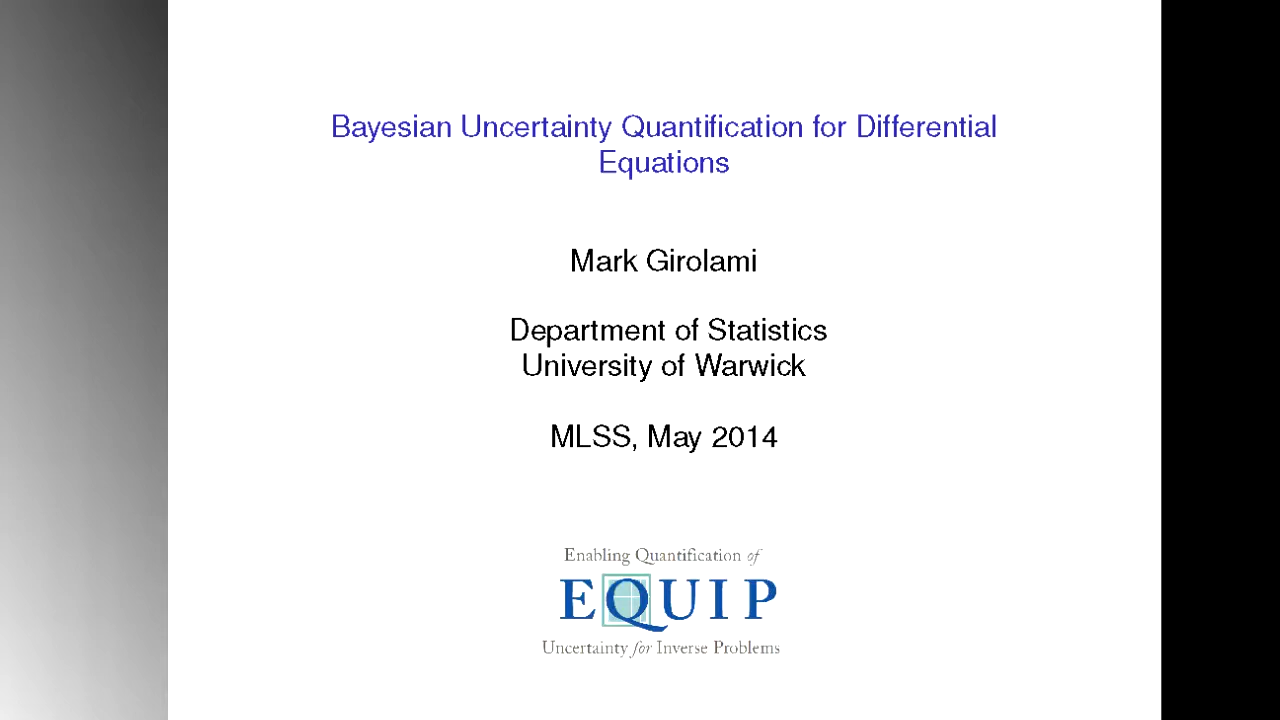 Bayesian Uncertainty Quantification for Differential
Equations
Mark Girolami
Department of Statistics
University of Warwick
MLSS, May 2014
Enabling Quantification of
EQUIP
Uncertainty for Inverse Problems